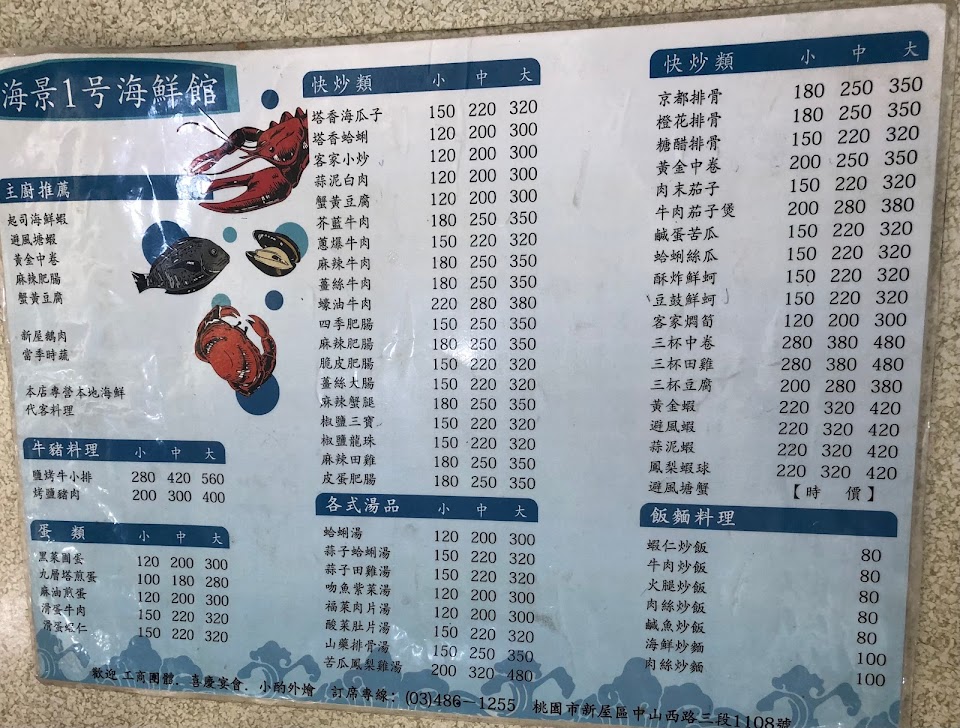 海景1号海鮮館
主廚推薦
起司海鮮蝦
避風塘蝦
黃金中卷
麻辣肥腸
蟹黃豆腐
新屋鵝肉
當季時蔬
本店專營本地海鮮
代客料理
牛豬料理 小 中 大
鹽烤牛小排 280 420 560
烤鹽豬肉 200 300 400
蛋 類 小 中 大
黑菜圃蛋 120 200 300
九層塔煎蛋 100 180 280
麻油煎蛋 120 200 300
滑蛋牛肉 150 220 320
滑蛋蝦仁 150 220 320
快炒類 小 中 大
塔香海瓜子 150 220 320
塔香蛤蜊 120 200 300
客家小炒 120 200 300
蒜泥白肉 120 200 300
蟹黃豆腐 120 200 300
芥藍牛肉 180 250 350
蔥爆牛肉 150 220 320
麻辣牛肉 180 250 350
薑絲牛肉 180 250 350
蠔油牛肉 220 280 380
四季肥腸 150 250 350
麻辣肥腸 180 250 350
脆皮肥腸 150 220 320
薑絲大腸 150 220 320
麻辣蟹腿 180 250 350
椒鹽三寶 150 220 320
椒鹽龍珠 150 220 320
麻辣田雞 180 250 350
皮蛋肥腸 180 250 350
各式湯品 小 中 大
蛤蜊湯 120 200 300
蒜子蛤蜊湯 150 220 320
蒜子田雞湯 150 220 320
吻魚紫菜湯 120 200 300
福菜肉片湯 120 200 300
酸菜肚片湯 150 220 320
山藥排骨湯 150 250 350
苦瓜鳳梨雞湯 200 320 480
快炒類 小 中 大
京都排骨 180 250 350
橙花排骨 180 250 350
糖醋排骨 150 220 320
黃金中卷 200 250 350
肉末茄子 150 220 320
牛肉茄子煲 200 280 380
鹹蛋苦瓜 150 220 320
蛤蜊絲瓜 150 220 320
酥炸鮮蚵 150 220 320
豆鼓鮮蚵 150 220 320
客家燜筍 120 200 300
三杯中卷 280 380 480
三杯田雞 280 380 480
三杯豆腐 200 280 380
黃金蝦 220 320 420
避風蝦 220 320 420
蒜泥蝦 220 320 420
鳳梨蝦球 220 320 420
避風塘蟹 【時 價】
飯麵料理
蝦仁炒飯 80
牛肉炒飯 80
火腿炒飯 80
肉絲炒飯 80
鹹魚炒飯 80
海鮮炒麵 100
肉絲炒麵 100
歡迎 工商團體．喜慶宴會．小酌外燴 訂席專線：(03)486－1255 桃園市新屋區中山西路三段1108號